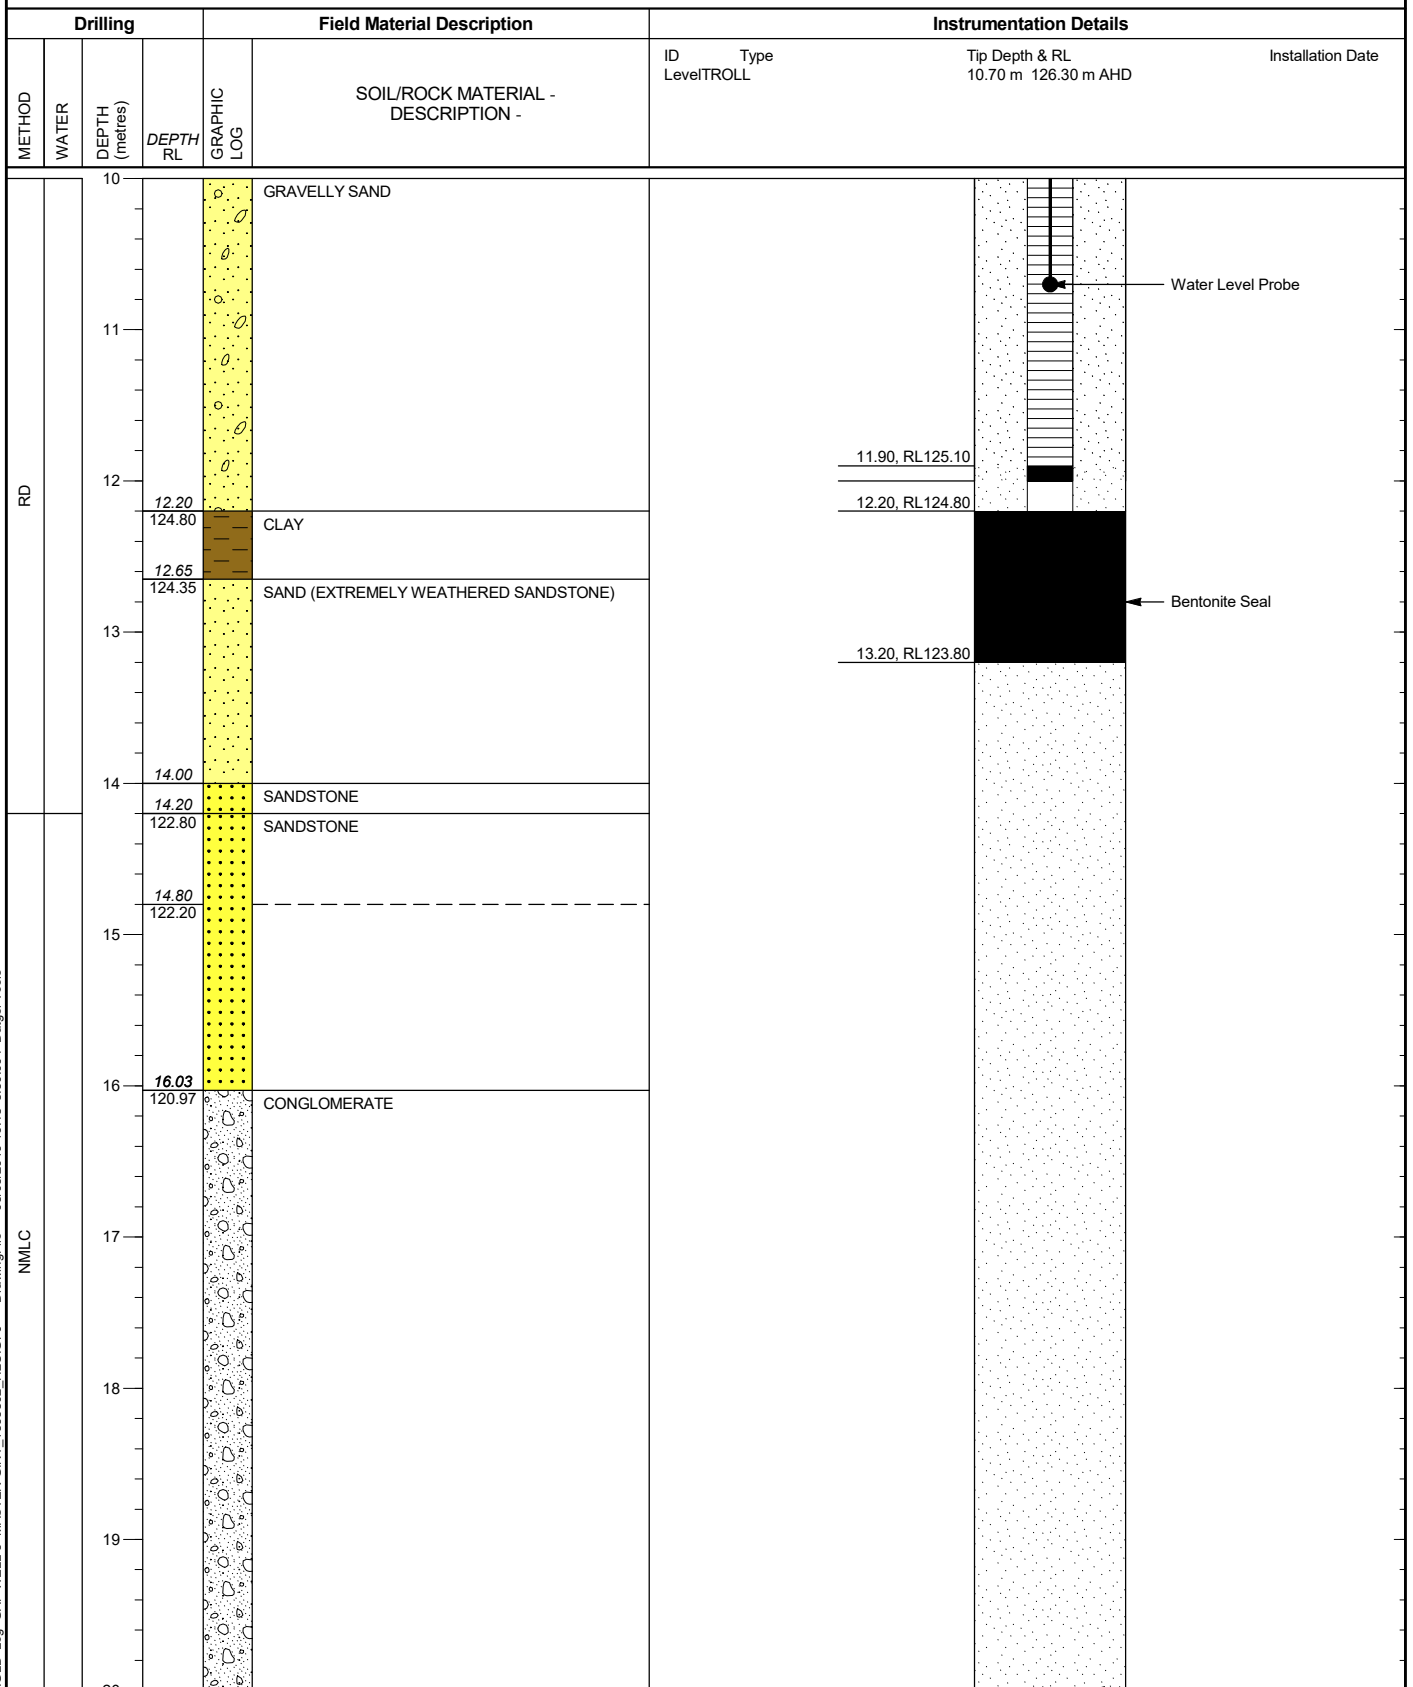 Drilling
Field Material Description
Instrumentation Details
METHOD
WATER
DEPTH
(metres)
DEPTH
RL
GRAPHIC
LOG
SOIL/ROCK MATERIAL -
DESCRIPTION -
ID Type Tip Depth & RL Installation Date
LevelTROLL 10.70 m 126.30 m AHD
10
GRAVELLY SAND
Water Level Probe
11
11.90, RL125.10
12
RD
12.20
12.20, RL124.80
124.80
CLAY
12.65
124.35
SAND (EXTREMELY WEATHERED SANDSTONE)
Bentonite Seal
13
13.20, RL123.80
14.00
14
SANDSTONE
14.20
122.80
SANDSTONE
14.80
122.20
15
16.03
16
120.97
CONGLOMERATE
17
NMLC
18
19